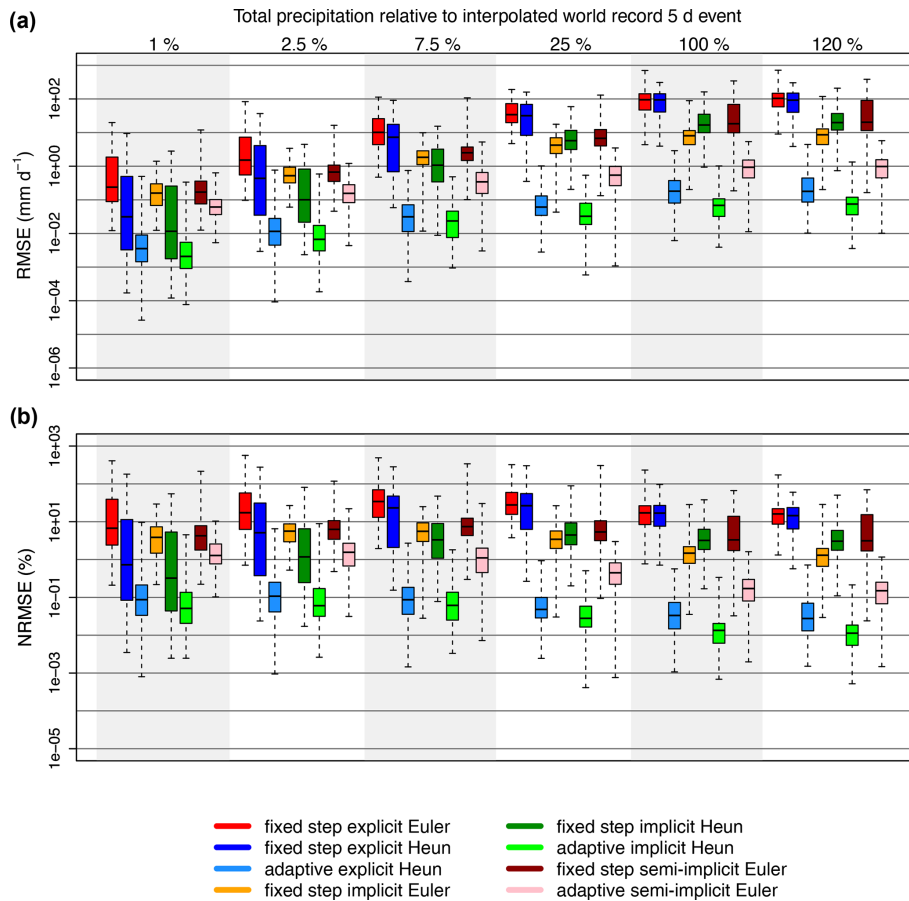 Total precipitation relative to interpolated world record 5 d event
(a)
1 % 2.5 % 7.5 % 25 % 100 % 120 %
RMSE (mm d⁻¹)
1e+02
1e+00
1e−02
1e−04
1e−06
(b)
NRMSE (%)
1e+03
1e+01
1e−01
1e−03
1e−05
fixed step explicit Euler
fixed step explicit Heun
adaptive explicit Heun
fixed step implicit Euler
fixed step implicit Heun
adaptive implicit Heun
fixed step semi-implicit Euler
adaptive semi-implicit Euler